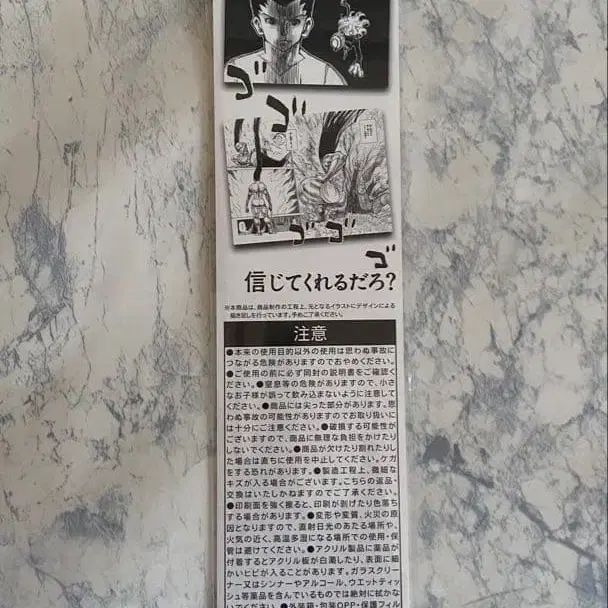 ゴ
ゴ
ゴ
ゴ
ゴ
信じてくれるだろ？
※本商品は、商品制作の工程上、元となるイラストにデザインによる
描き足しを行っています。予めご了承ください。
注意
●本来の使用目的以外の使用は思わぬ事故に
つながる危険がありますのでおやめください。
●ご使用の前に必ず同封の説明書をご確認くだ
さい。●窒息等の危険がありますので、小さ
なお子様が誤って飲み込まないように注意して
ください。●商品には尖った部分があります。思
わぬ事故の可能性がありますのでお取り扱いに
は十分にご注意ください。●破損する可能性が
ございますので、商品に無理な負担をかけたり
しないでください。●商品が欠けたり割れたりし
た場合は直ちに使用を中止してください。ケガ
をする恐れがあります。●製造工程上、微細な
キズが入る場合がございます。こちらの返品・
交換はいたしかねますのでご了承ください。
●印刷面を強く擦ると、印刷が剥げたり色落ち
する場合があります。●変形や変質、火災の原
因となりますので、直射日光のあたる場所や、
火気の近く、高温多湿になる場所での使用・保
管は避けてください。●アクリル製品に薬品が
付着するとアクリル板が白濁したり、表面に細
かいヒビが入ることがあります。ガラスクリー
ナー又はシンナーやアルコール、ウエットティッ
シュ等薬品を含んでいるものでは絶対に拭かな
いでください。●外装箱・包装OPP・保護フィル